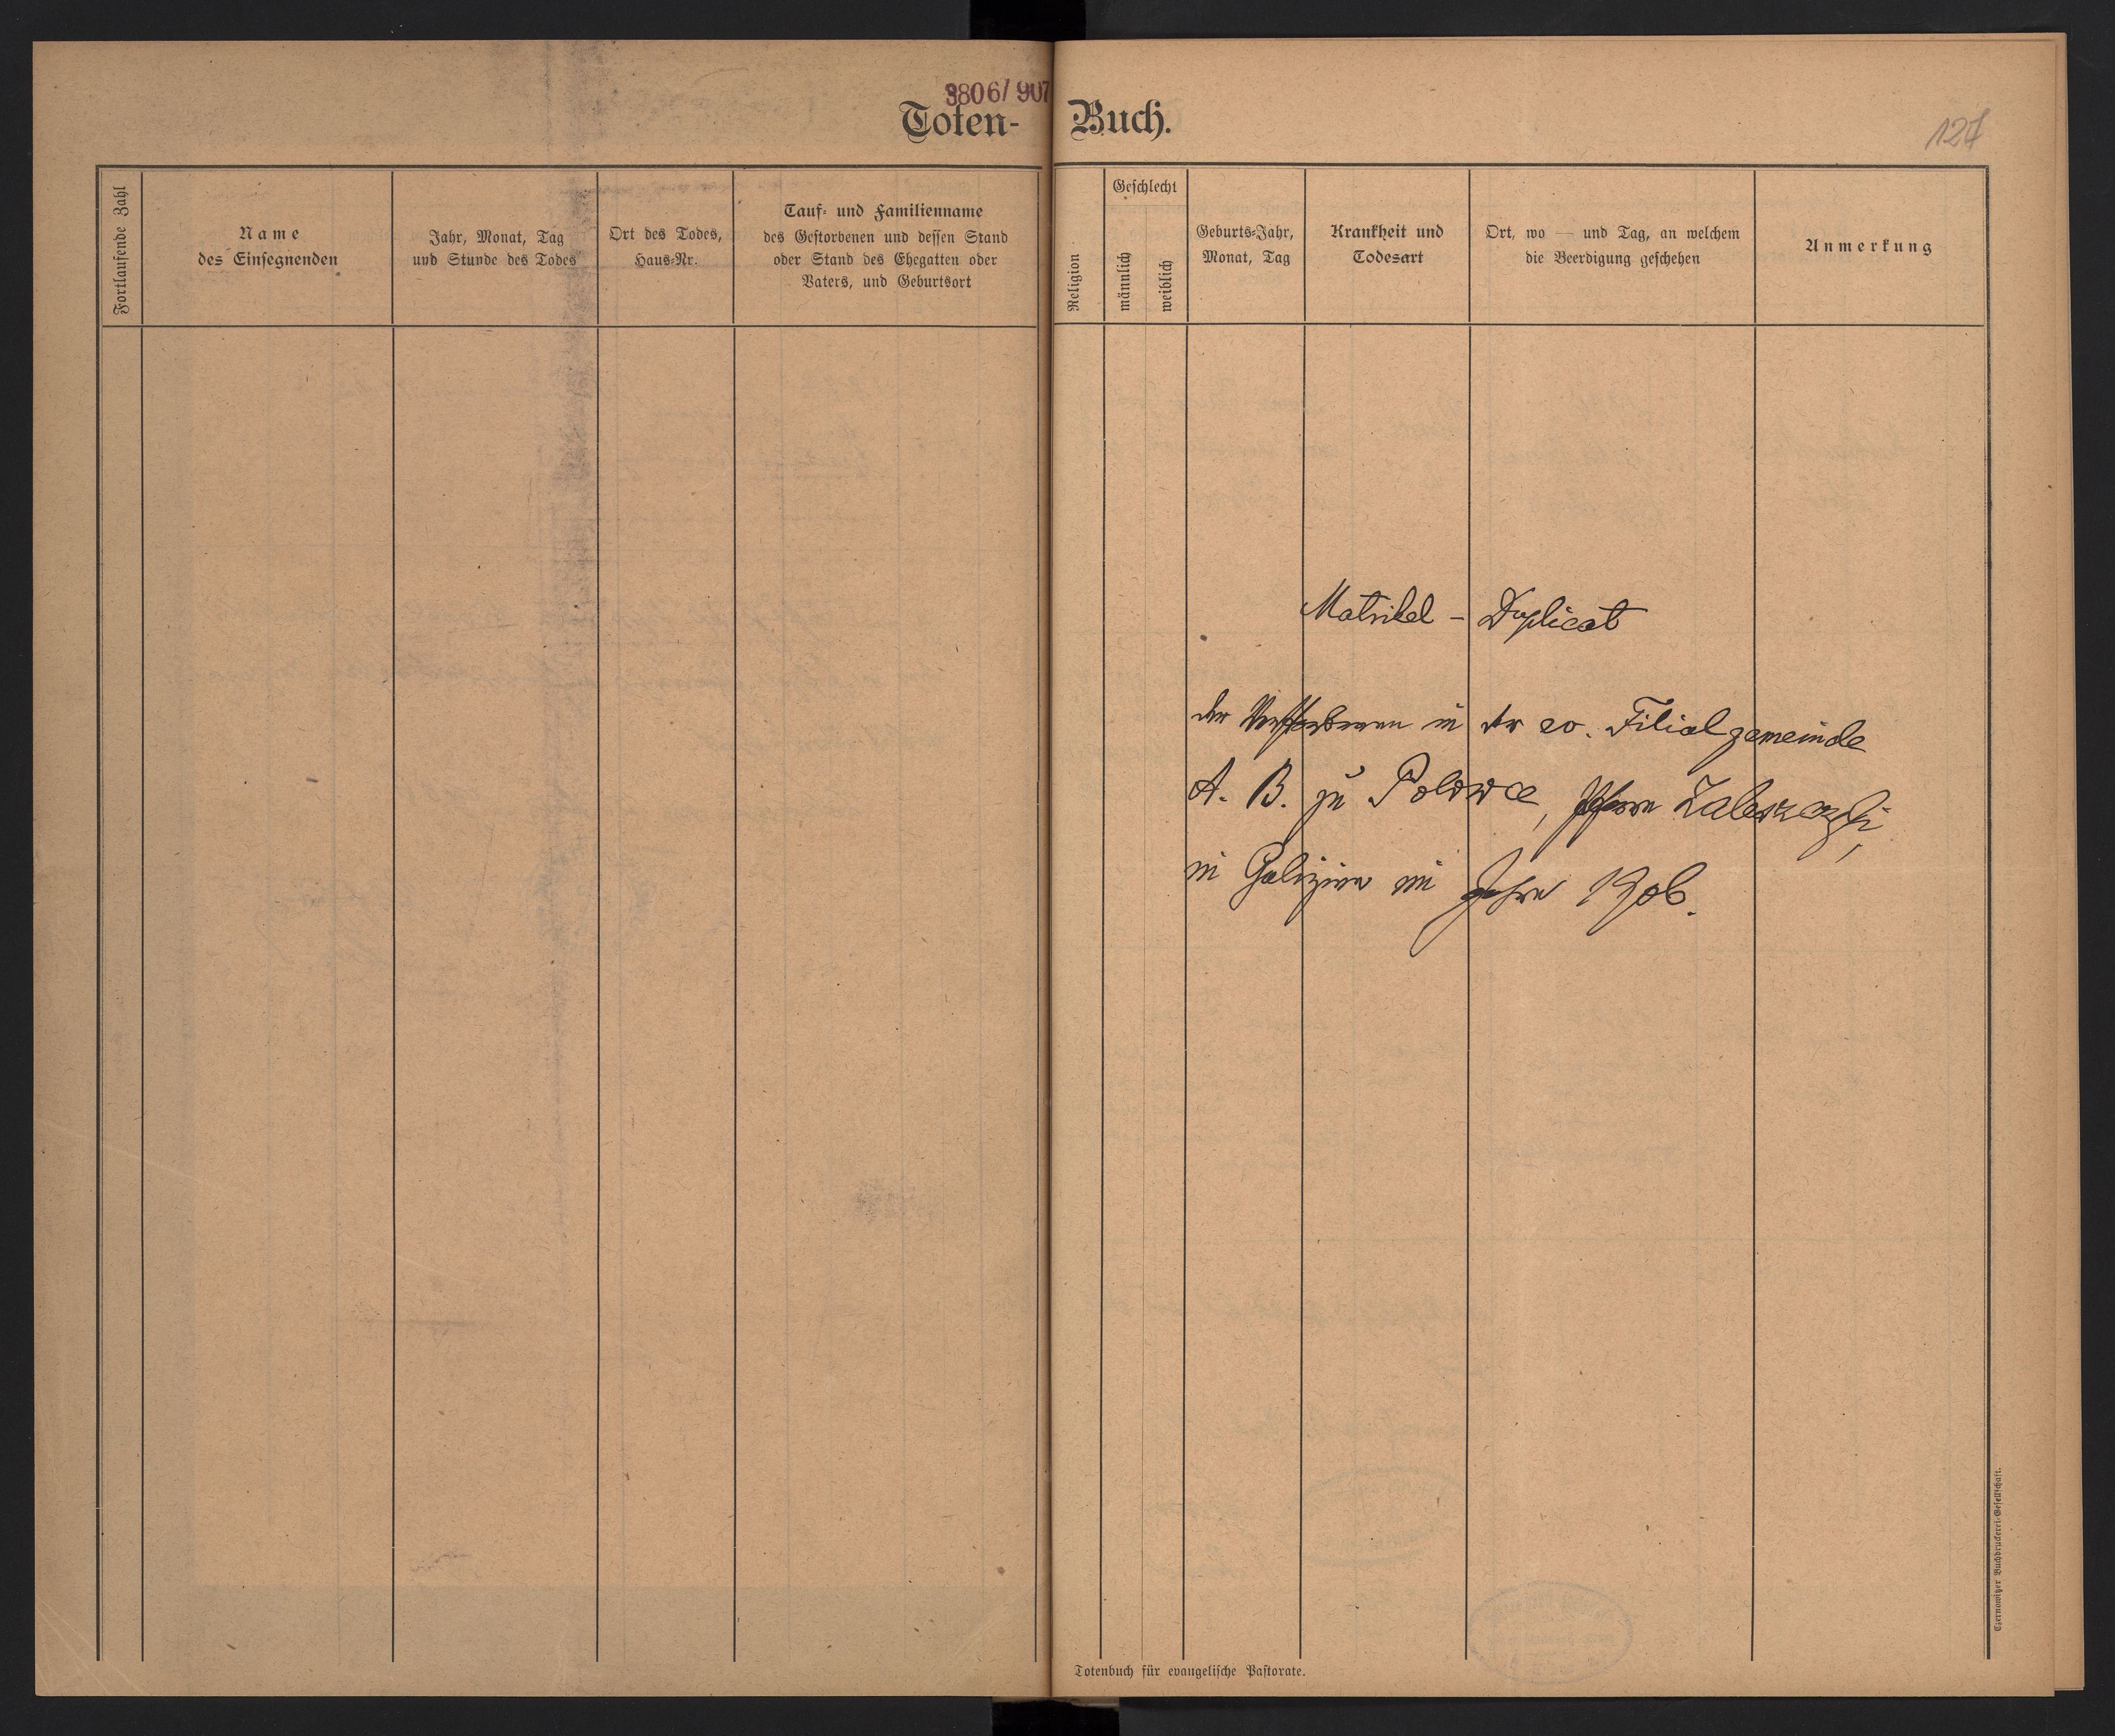 3806/907
Toten-Buch.
127
Fortlaufende Zahl
Name
des Einsegnenden
Jahr, Monat, Tag
und Stunde des Todes
Ort des Todes,
Haus-Nr.
Tauf- und Familienname
des Gestorbenen und dessen Stand
oder Stand des Ehegatten oder
Vaters, und Geburtsort
Religion
Geschlecht
männlich
weiblich
Geburts-Jahr,
Monat, Tag
Krankheit und
Todesart
Ort, wo — und Tag, an welchem
die Beerdigung geschehen
Anmerkung
Matrikel - Duplicat
der Verstorbenen in der ev. Filialgemeinde
A. B. zu Polowce, Pfarre Zaleszczyki,
in Galizien im Jahre 1906.
Totenbuch für evangelische Pastorate.
Czernowitzer Buchdruckerei-Gesellschaft.